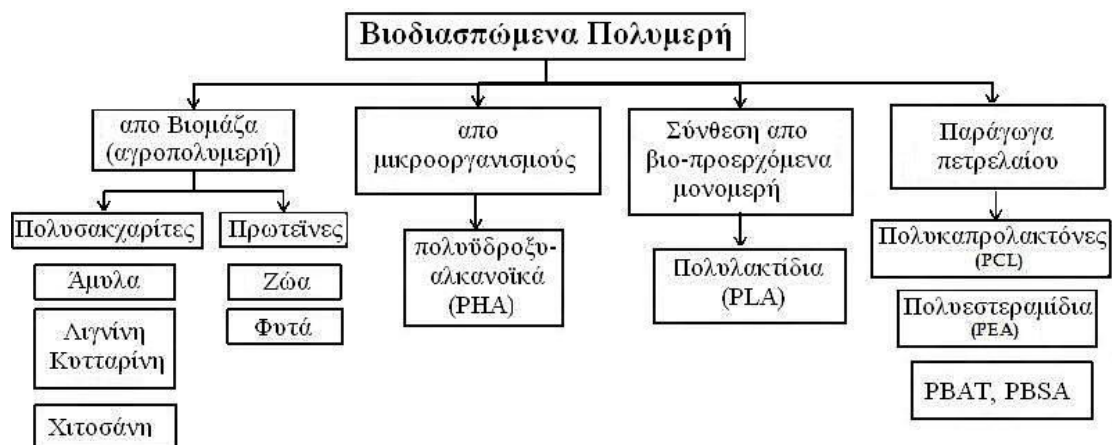 Βιοδιασπώμενα Πολυμερή
απο Βιομάζα
(αγροπολυμερή)
απο
μικροοργανισμούς
Σύνθεση απο
βιο-προερχόμενα
μονομερή
Παράγωγα
πετρελαίου
Πολυσακχαρίτες
Πρωτεΐνες
πολυϋδροξυ-
αλκανοϊκά
(PHA)
Πολυλακτίδια
(PLA)
Πολυκαπρολακτόνες
(PCL)
Άμυλα
Ζώα
Πολυεστεραμίδια
(PEA)
Λιγνίνη
Κυτταρίνη
Φυτά
PBAT, PBSA
Χιτοσάνη